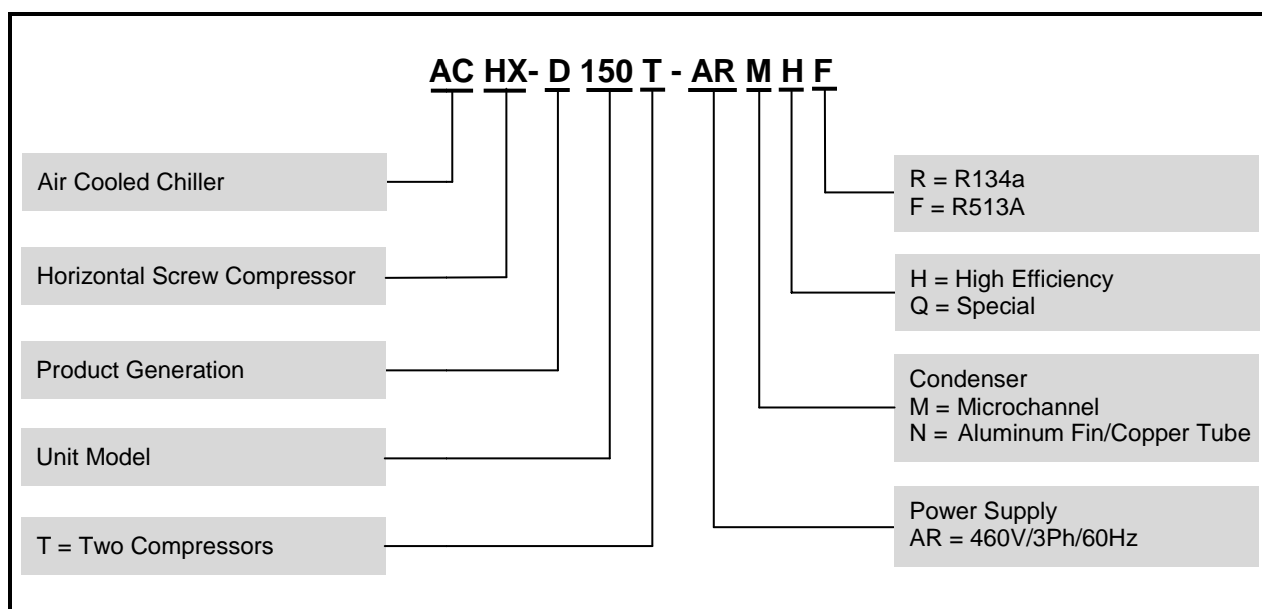 AC HX- D 150 T - AR M H F
Air Cooled Chiller
Horizontal Screw Compressor
Product Generation
Unit Model
T = Two Compressors
R = R134a
F = R513A
H = High Efficiency
Q = Special
Condenser
M = Microchannel
N = Aluminum Fin/Copper Tube
Power Supply
AR = 460V/3Ph/60Hz